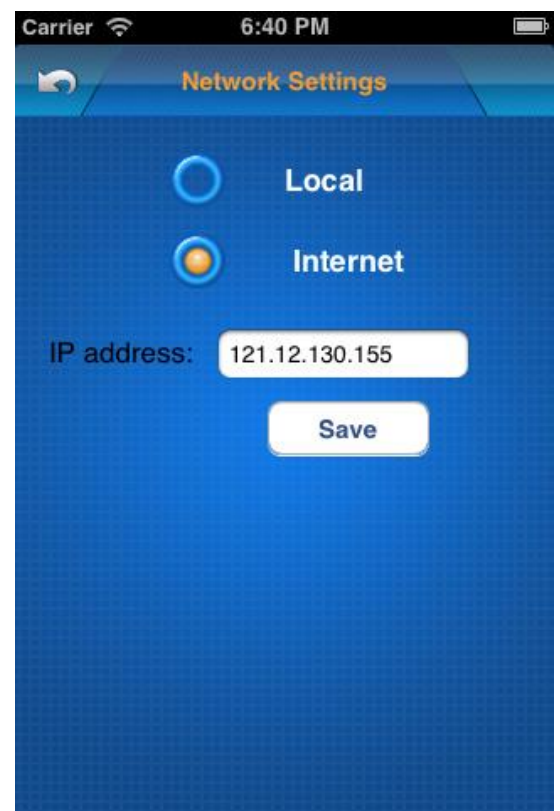 Carrier 6:40 PM
Network Settings
Local
Internet
IP address: 121.12.130.155
Save